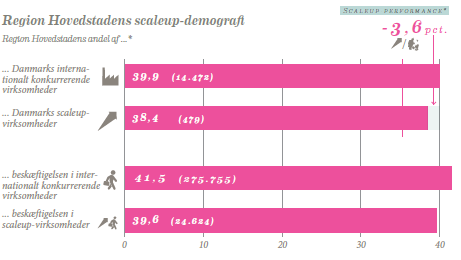 Region Hovedstadens scaleup-demografi
Region Hovedstadens andel af ...*
SCALEUP PERFORMANCE*
-3,6 pct.
... Danmarks interna-
tionalt konkurrerende
virksomheder
39,9 (14.472)
... Danmarks scaleup-
virksomheder
38,4 (479)
... beskæftigelsen i inter-
nationalt konkurrerende
virksomheder
41,5 (275.755)
... beskæftigelsen i
scaleup-virksomheder
39,6 (24.624)
0 10 20 30 40